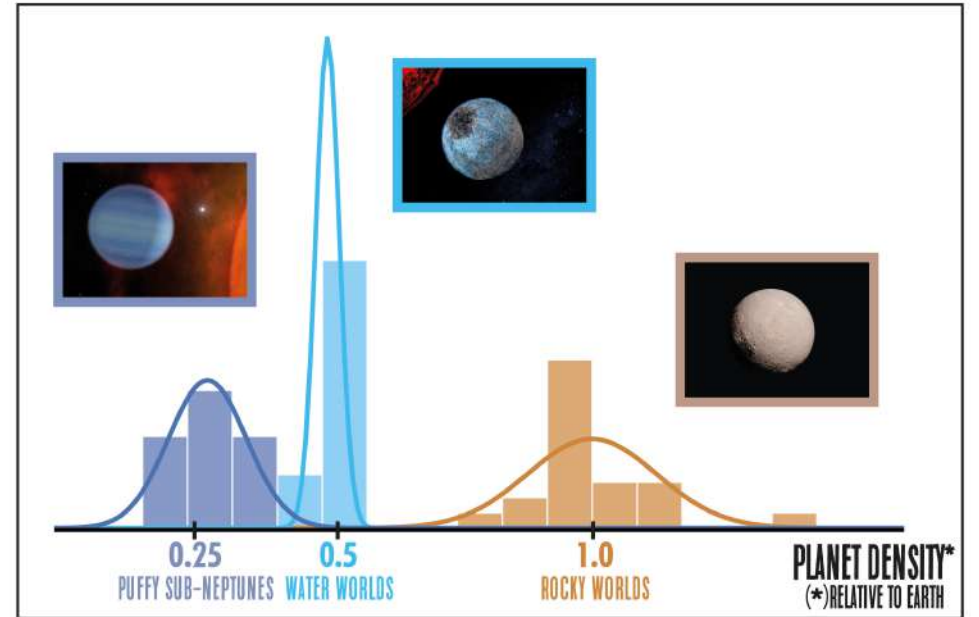 0.25
PUFFY SUB-NEPTUNES
0.5
WATER WORLDS
1.0
ROCKY WORLDS
PLANET DENSITY*
(*)RELATIVE TO EARTH